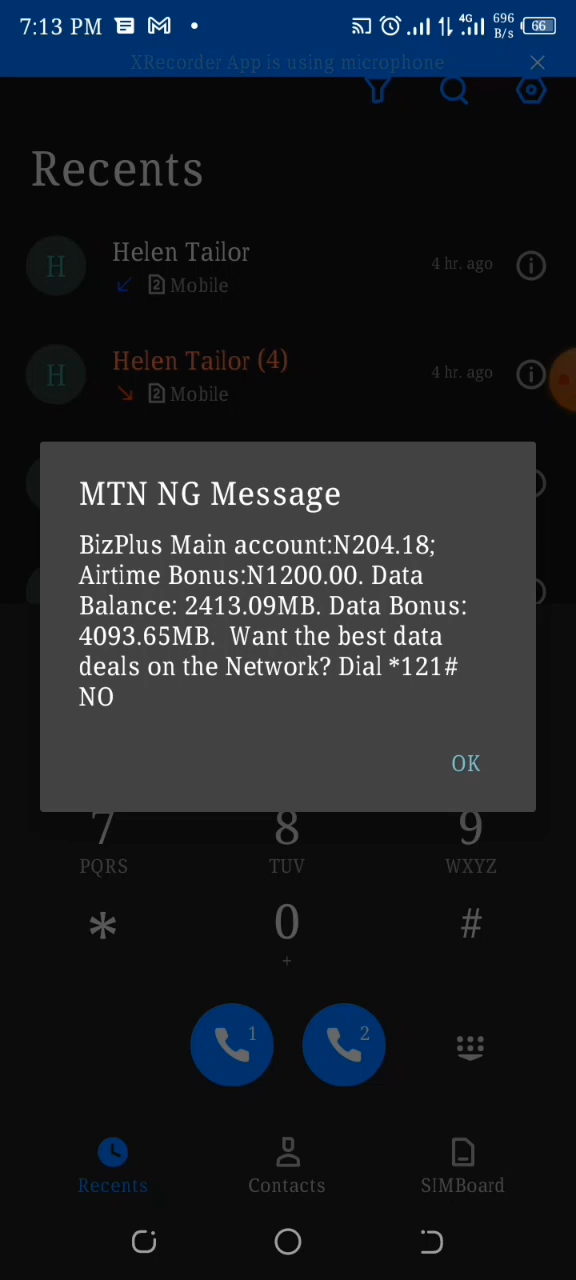 7:13 PM
4G
696
B/s
66
XRecorder App is using microphone
Recents
H
Helen Tailor
2 Mobile
4 hr. ago
H
Helen Tailor (4)
2 Mobile
4 hr. ago
MTN NG Message
BizPlus Main account:N204.18;
Airtime Bonus:N1200.00. Data
Balance: 2413.09MB. Data Bonus:
4093.65MB. Want the best data
deals on the Network? Dial *121#
NO
OK
7 8 9
PQRS TUV WXYZ
* 0 #
+
1 2
Recents Contacts SIMBoard